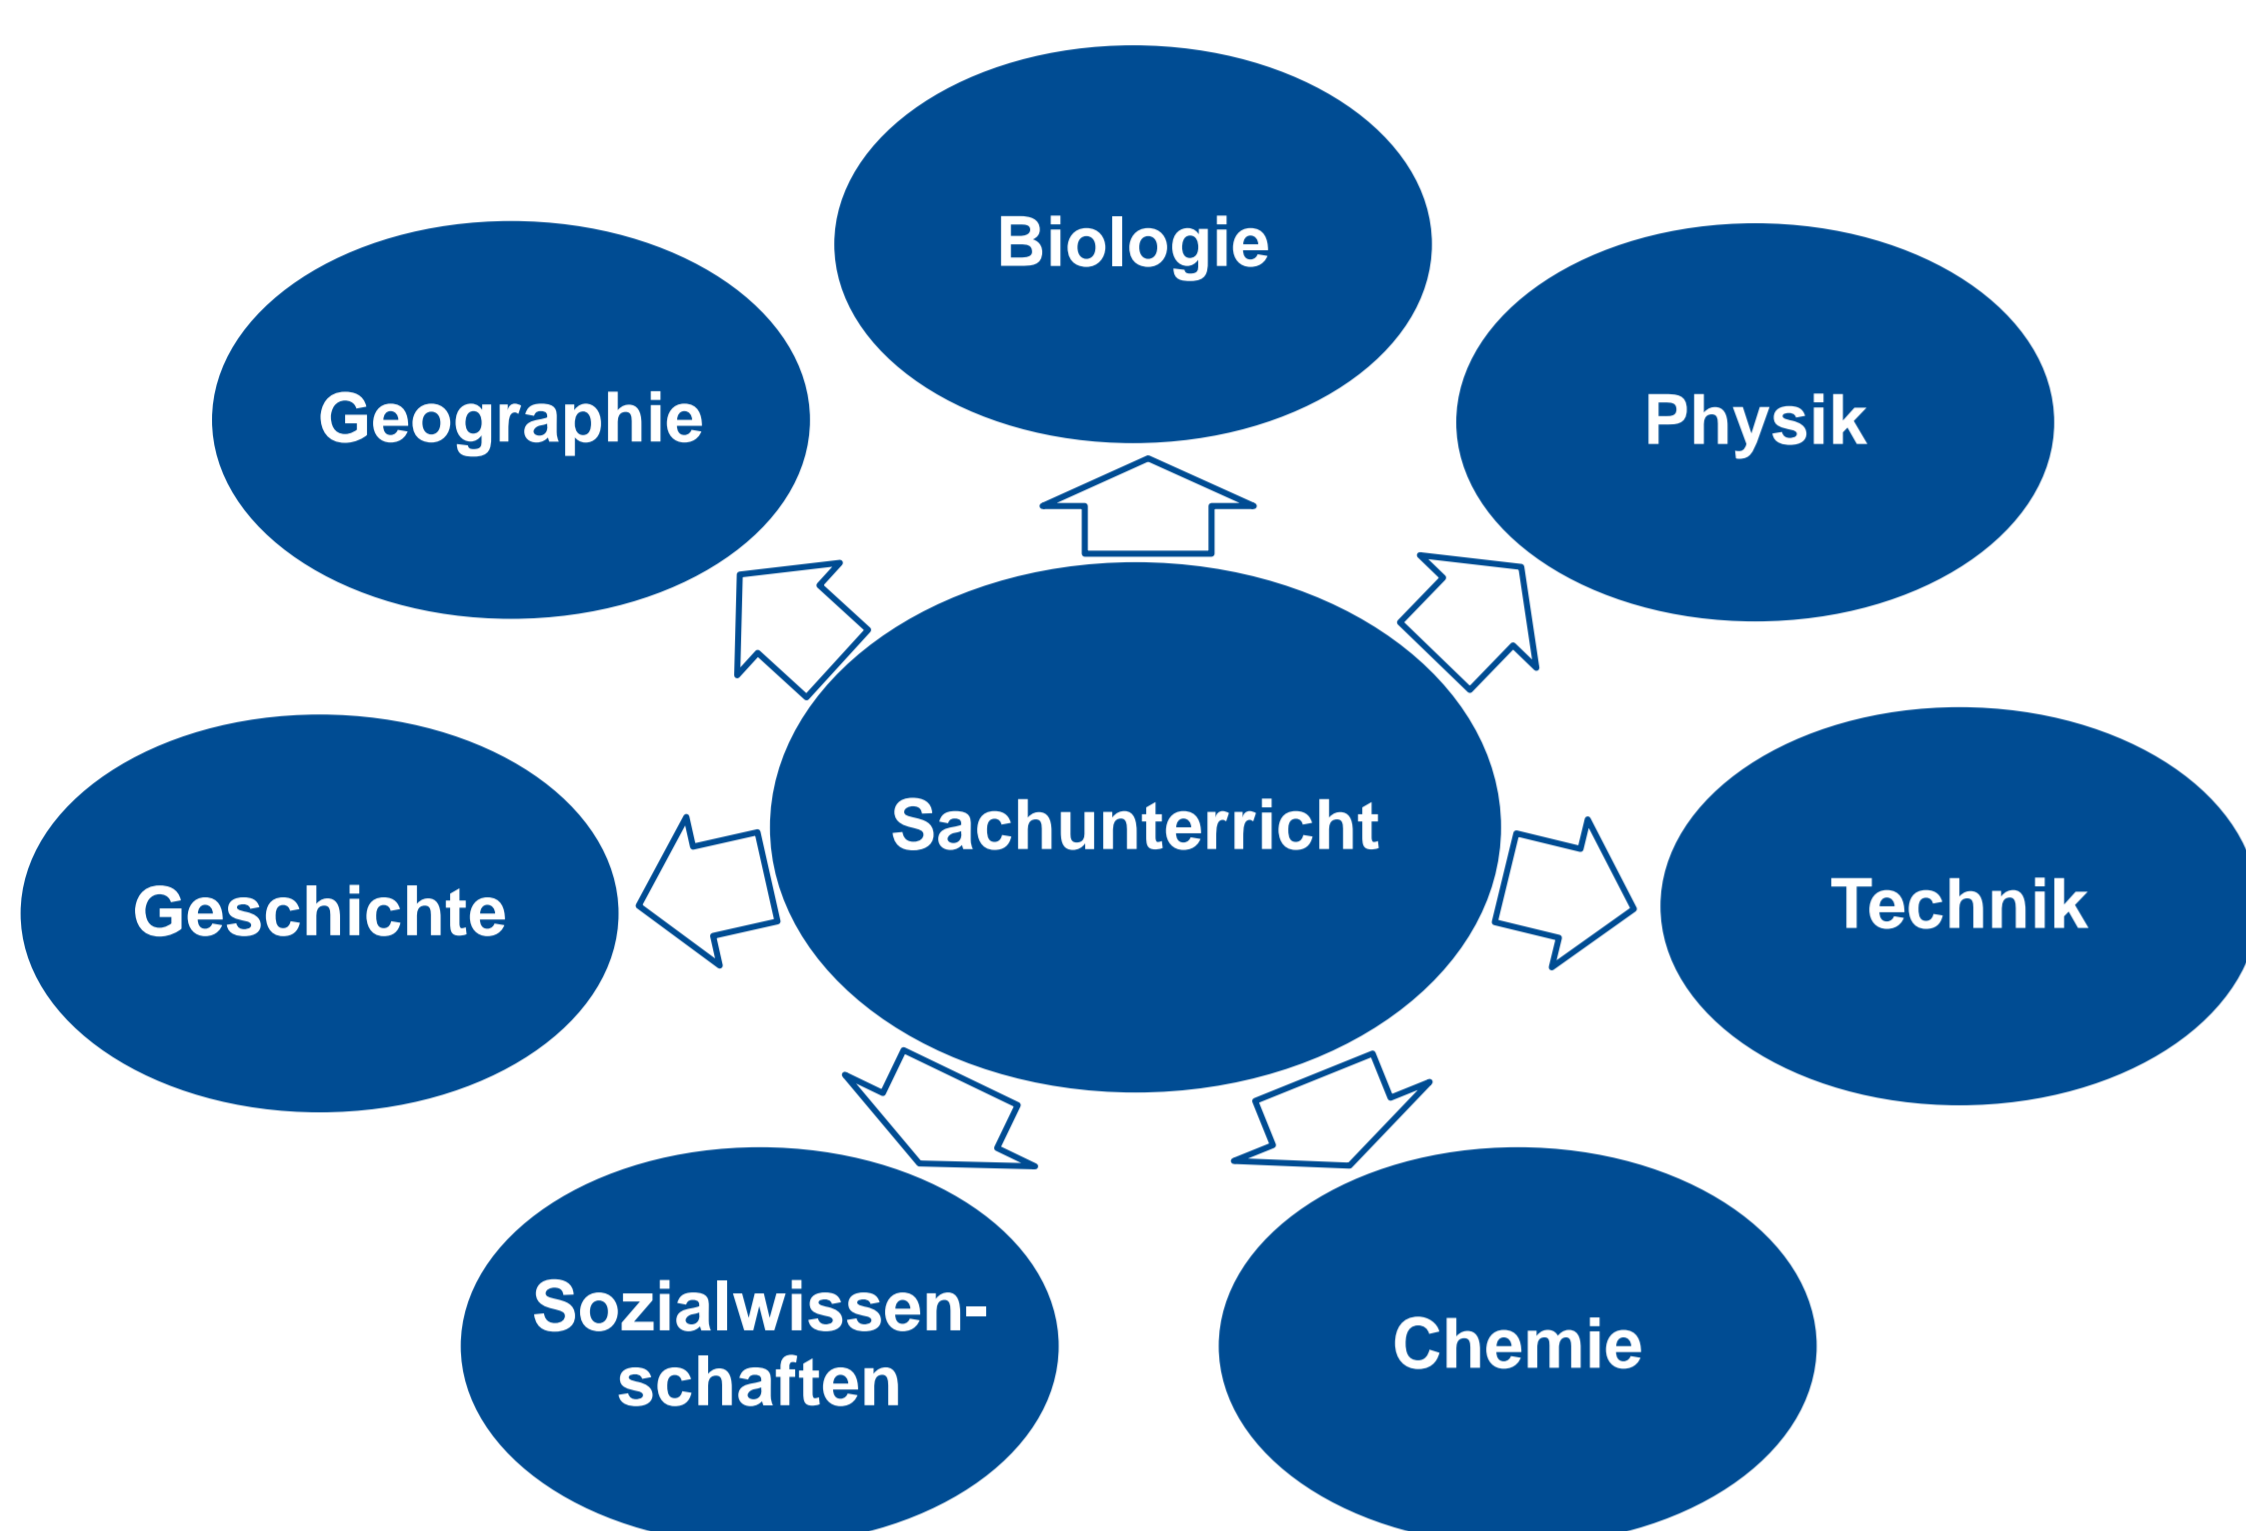 Biologie
Geographie
Physik
Sachunterricht
Geschichte
Technik
Sozialwissen-
schaften
Chemie